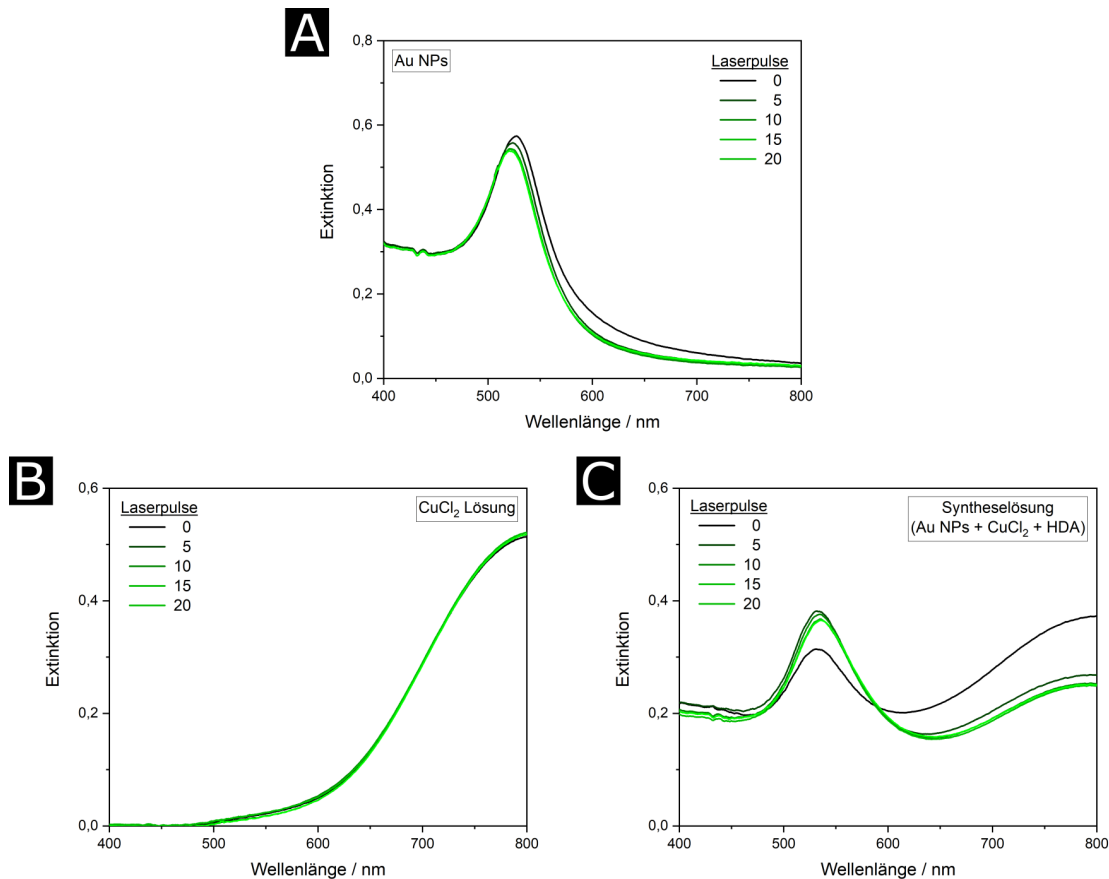 A
Au NPs
Laserpulse
0
5
10
15
20
0,8
0,6
0,4
0,2
0,0
Extinktion
400
500
600
700
800
Wellenlänge / nm
B
Laserpulse
0
5
10
15
20
CuCl₂ Lösung
0,6
0,4
0,2
0,0
Extinktion
400
500
600
700
800
Wellenlänge / nm
C
Laserpulse
0
5
10
15
20
Syntheselösung
(Au NPs + CuCl₂ + HDA)
0,6
0,4
0,2
0,0
Extinktion
400
500
600
700
800
Wellenlänge / nm